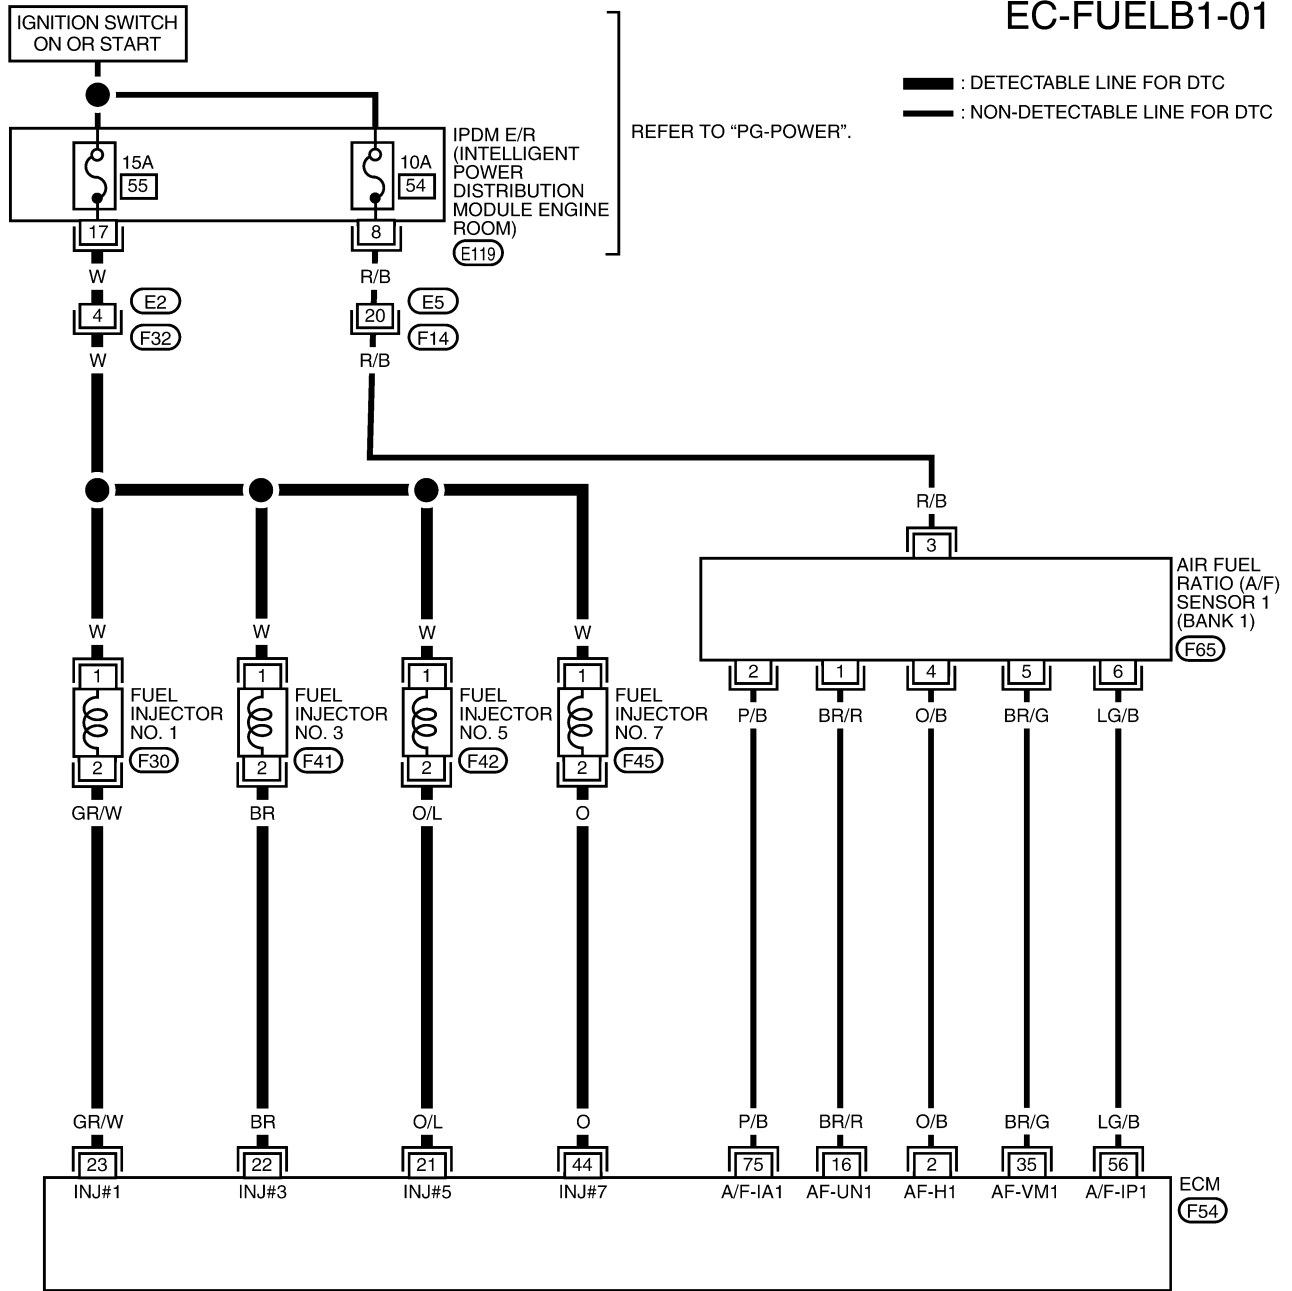 EC-FUELB1-01
IGNITION SWITCH
ON OR START
: DETECTABLE LINE FOR DTC
: NON-DETECTABLE LINE FOR DTC
REFER TO “PG-POWER”.
IPDM E/R
(INTELLIGENT
POWER
DISTRIBUTION
MODULE ENGINE
ROOM)
E119
15A
55
10A
54
17
8
W
R/B
4
E2
F32
20
E5
F14
W
R/B
R/B
3
AIR FUEL
RATIO (A/F)
SENSOR 1
(BANK 1)
F65
W
W
W
W
1
1
1
1
FUEL
INJECTOR
NO. 1
F30
FUEL
INJECTOR
NO. 3
F41
FUEL
INJECTOR
NO. 5
F42
FUEL
INJECTOR
NO. 7
F45
2
2
2
2
2
1
4
5
6
P/B
BR/R
O/B
BR/G
LG/B
GR/W
BR
O/L
O
GR/W
BR
O/L
O
P/B
BR/R
O/B
BR/G
LG/B
23
22
21
44
75
16
2
35
56
INJ#1
INJ#3
INJ#5
INJ#7
A/F-IA1
AF-UN1
AF-H1
AF-VM1
A/F-IP1
ECM
F54